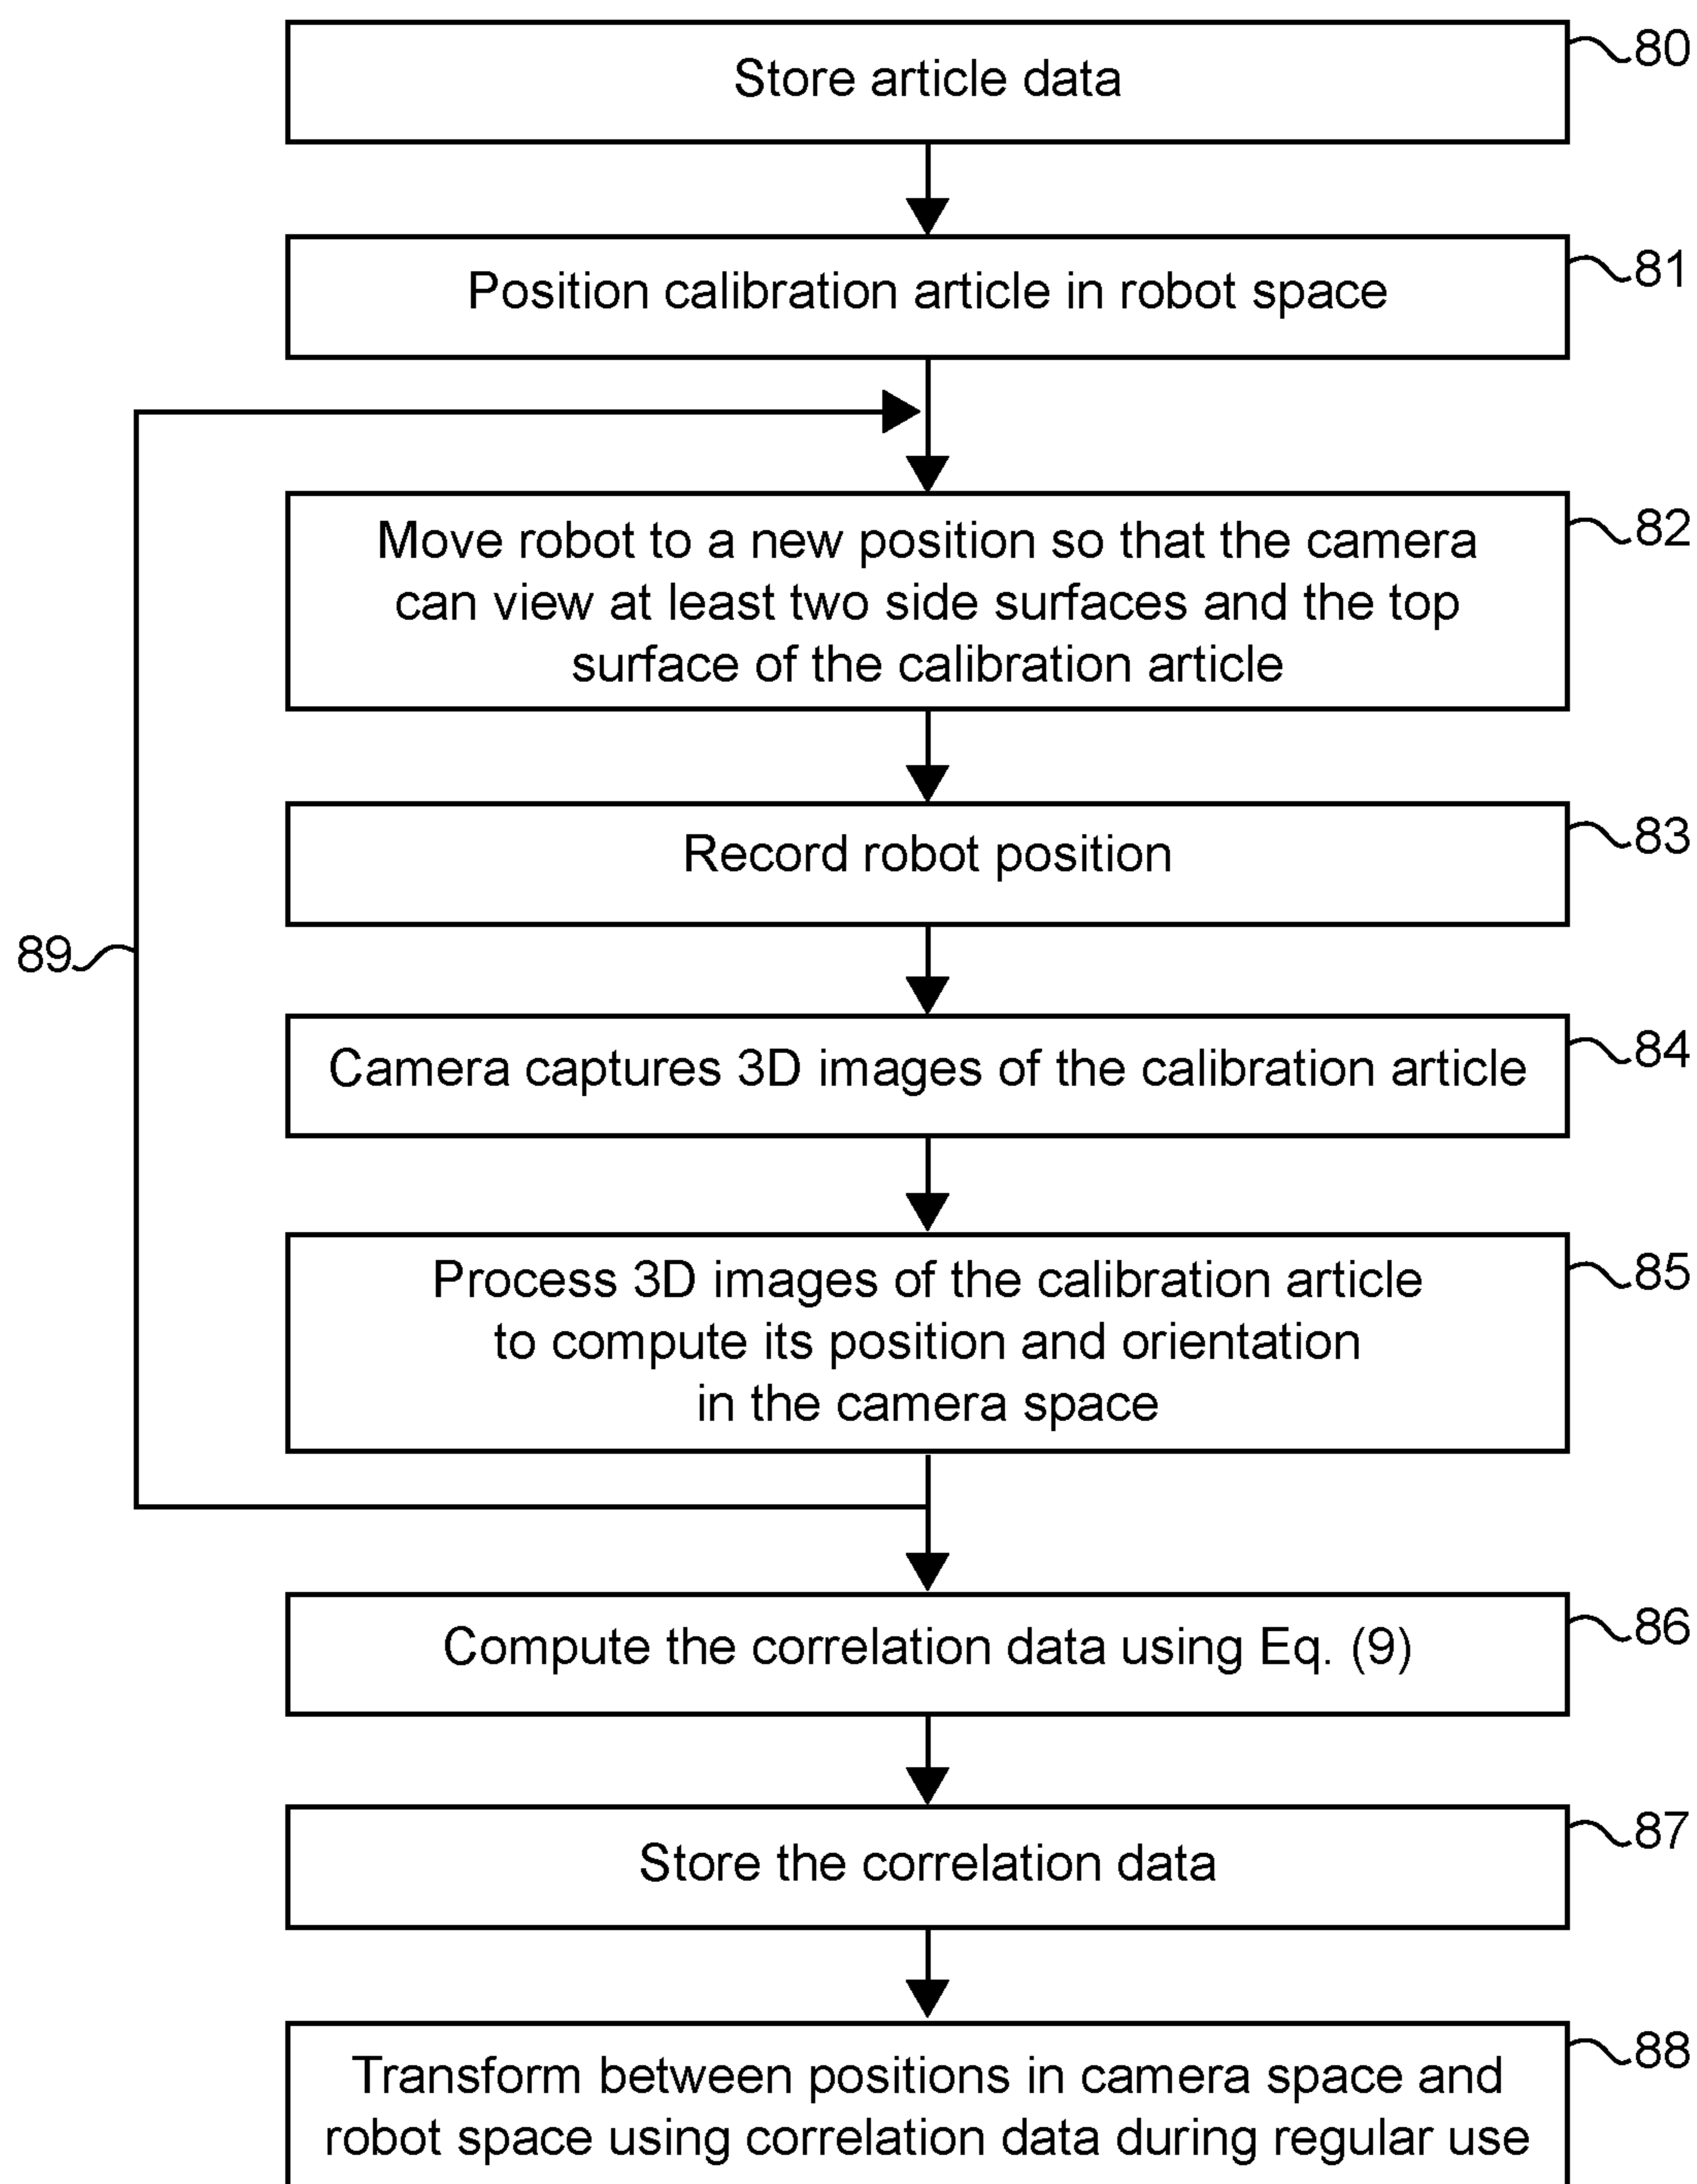 Store article data
80
Position calibration article in robot space
81
Move robot to a new position so that the camera
can view at least two side surfaces and the top
surface of the calibration article
82
Record robot position
83
89
Camera captures 3D images of the calibration article
84
Process 3D images of the calibration article
to compute its position and orientation
in the camera space
85
Compute the correlation data using Eq. (9)
86
Store the correlation data
87
Transform between positions in camera space and
robot space using correlation data during regular use
88